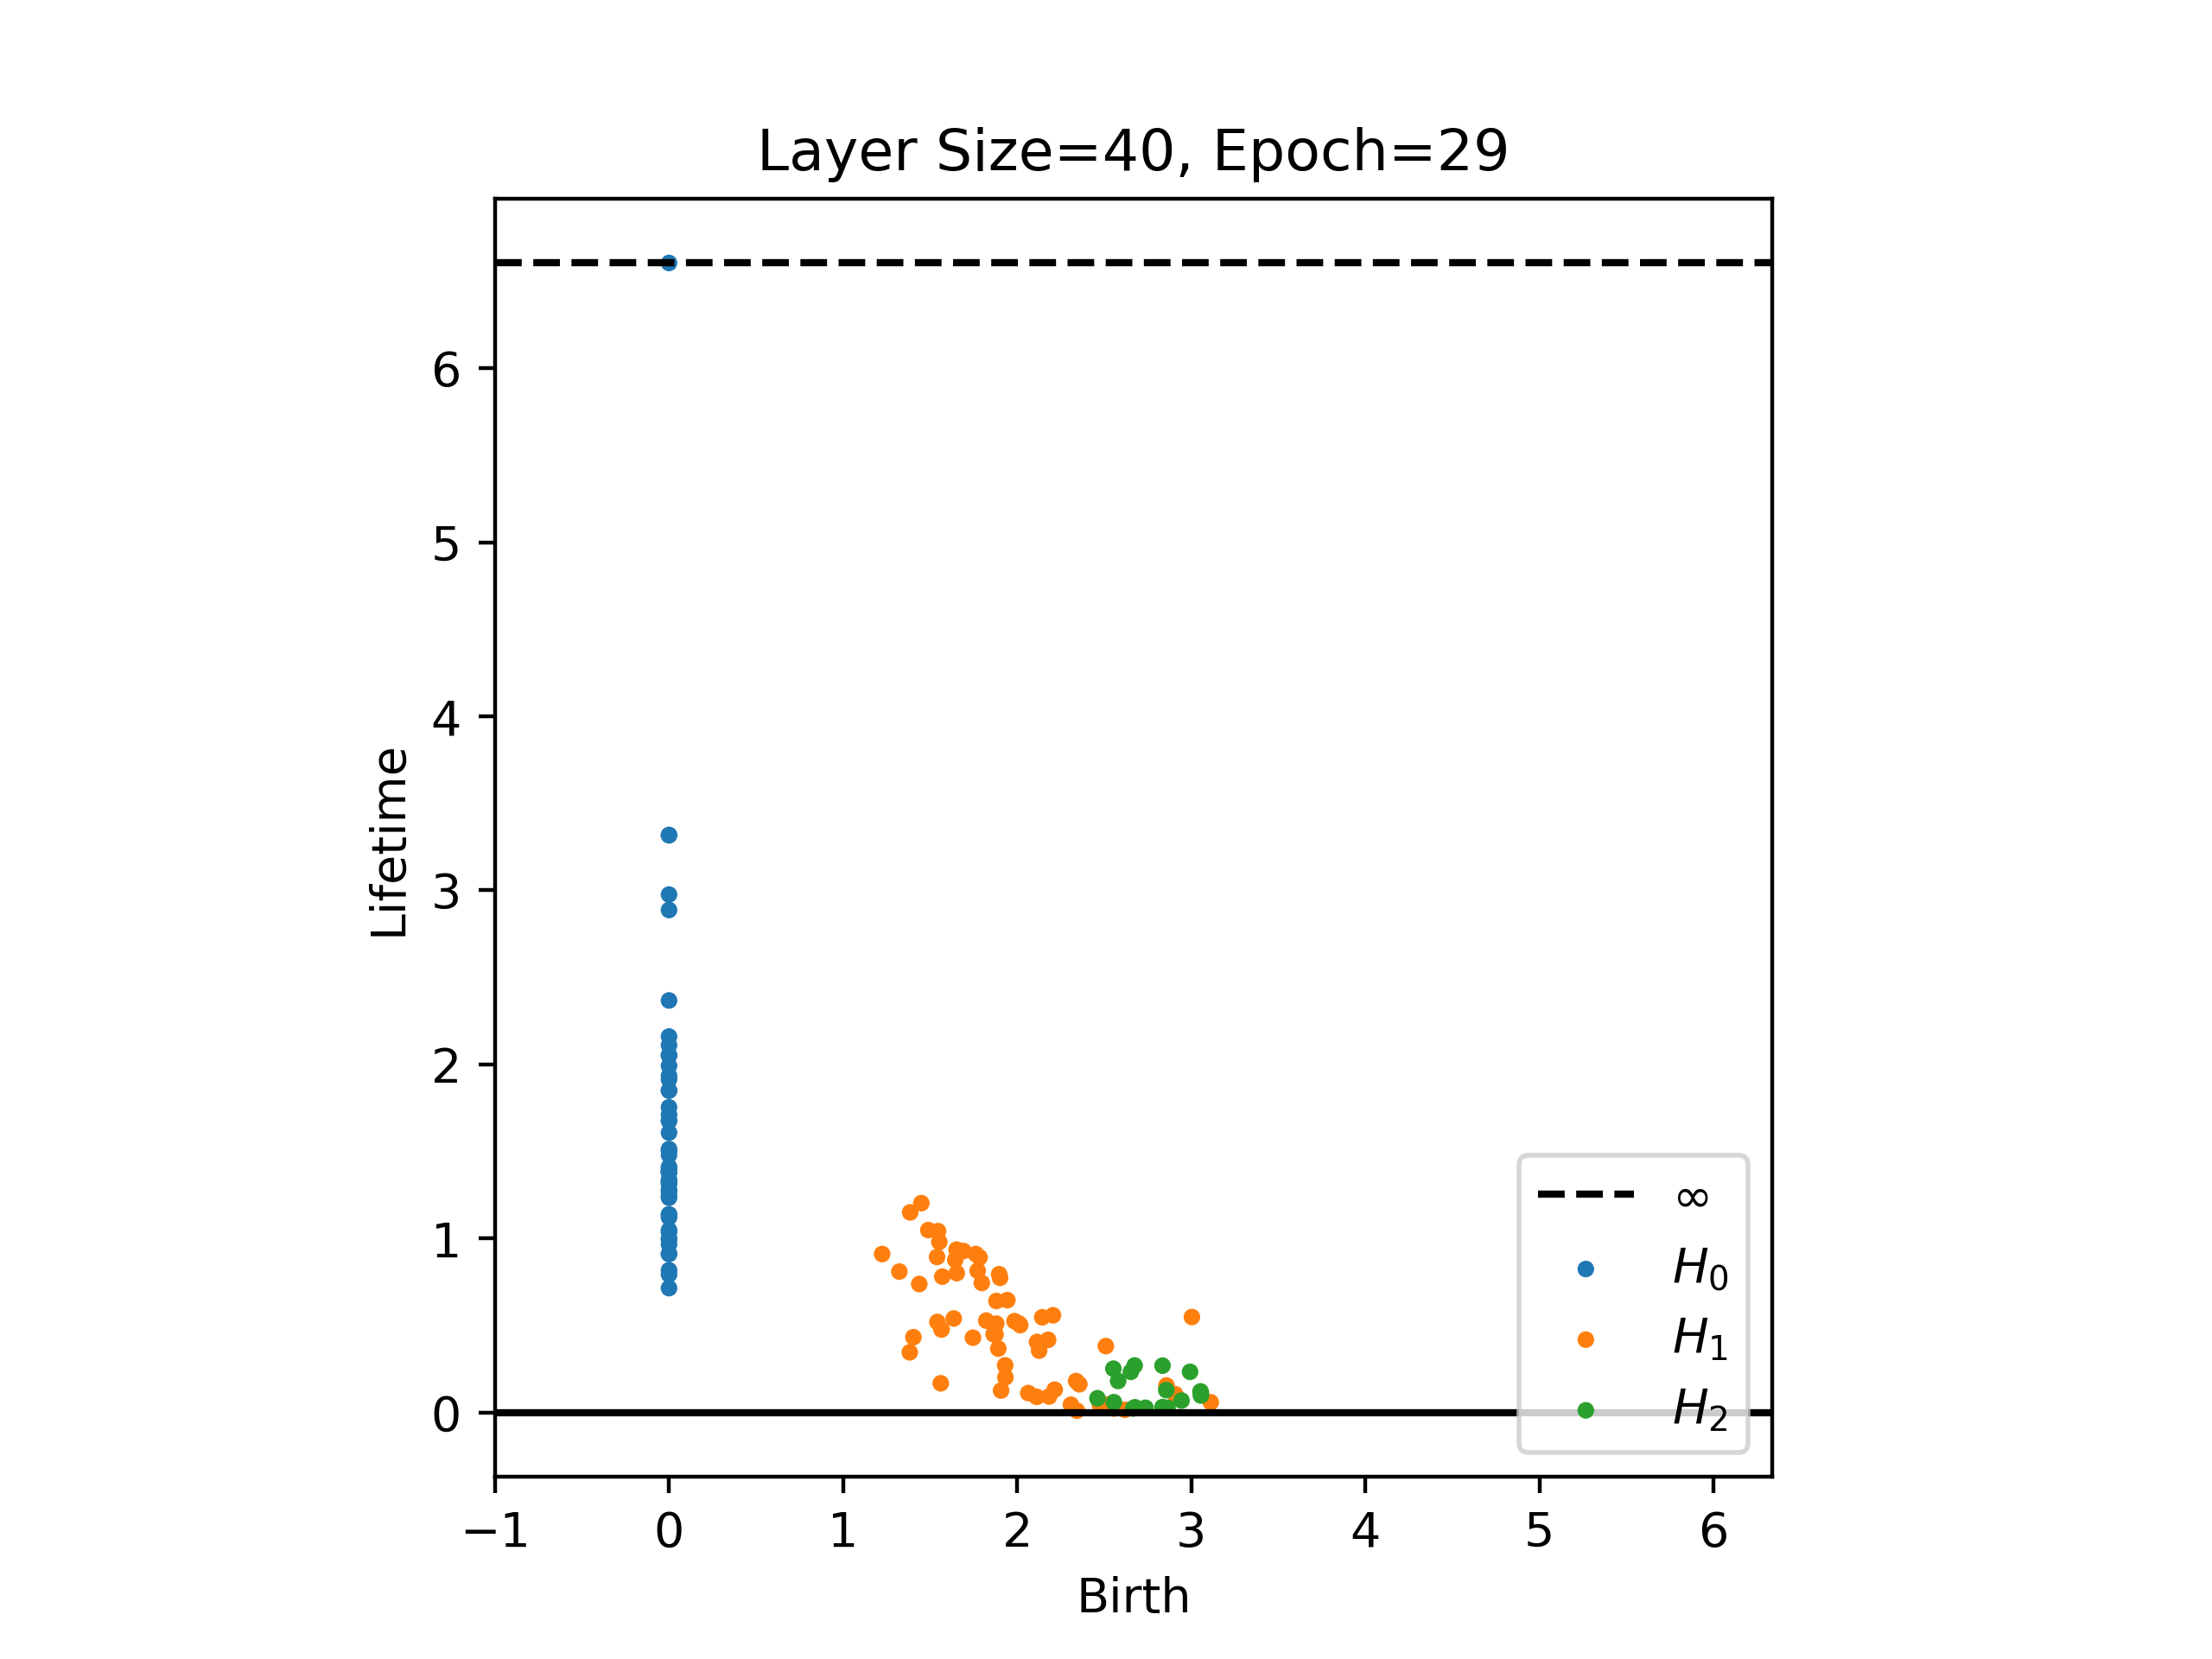 Layer Size=40, Epoch=29
Lifetime
6
5
4
3
2
1
0
∞
H₀
H₁
H₂
−1 0 1 2 3 4 5 6
Birth